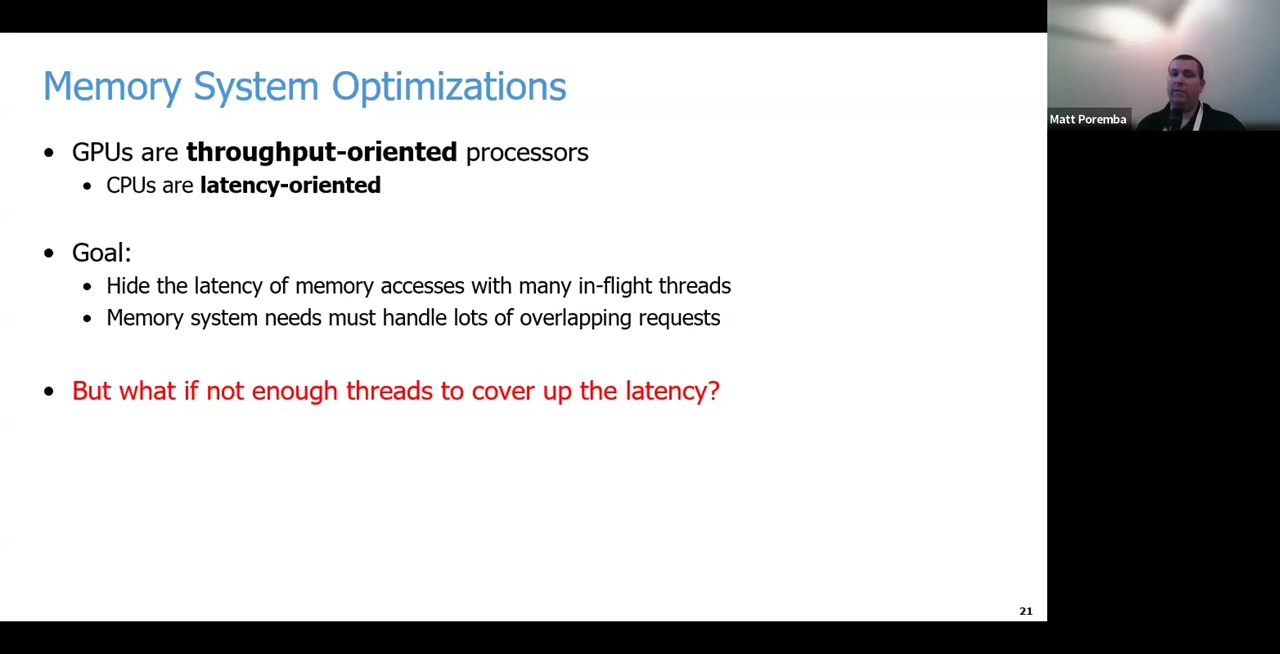 Memory System Optimizations
• GPUs are throughput-oriented processors
• CPUs are latency-oriented
• Goal:
• Hide the latency of memory accesses with many in-flight threads
• Memory system needs must handle lots of overlapping requests
• But what if not enough threads to cover up the latency?
21
Matt Poremba